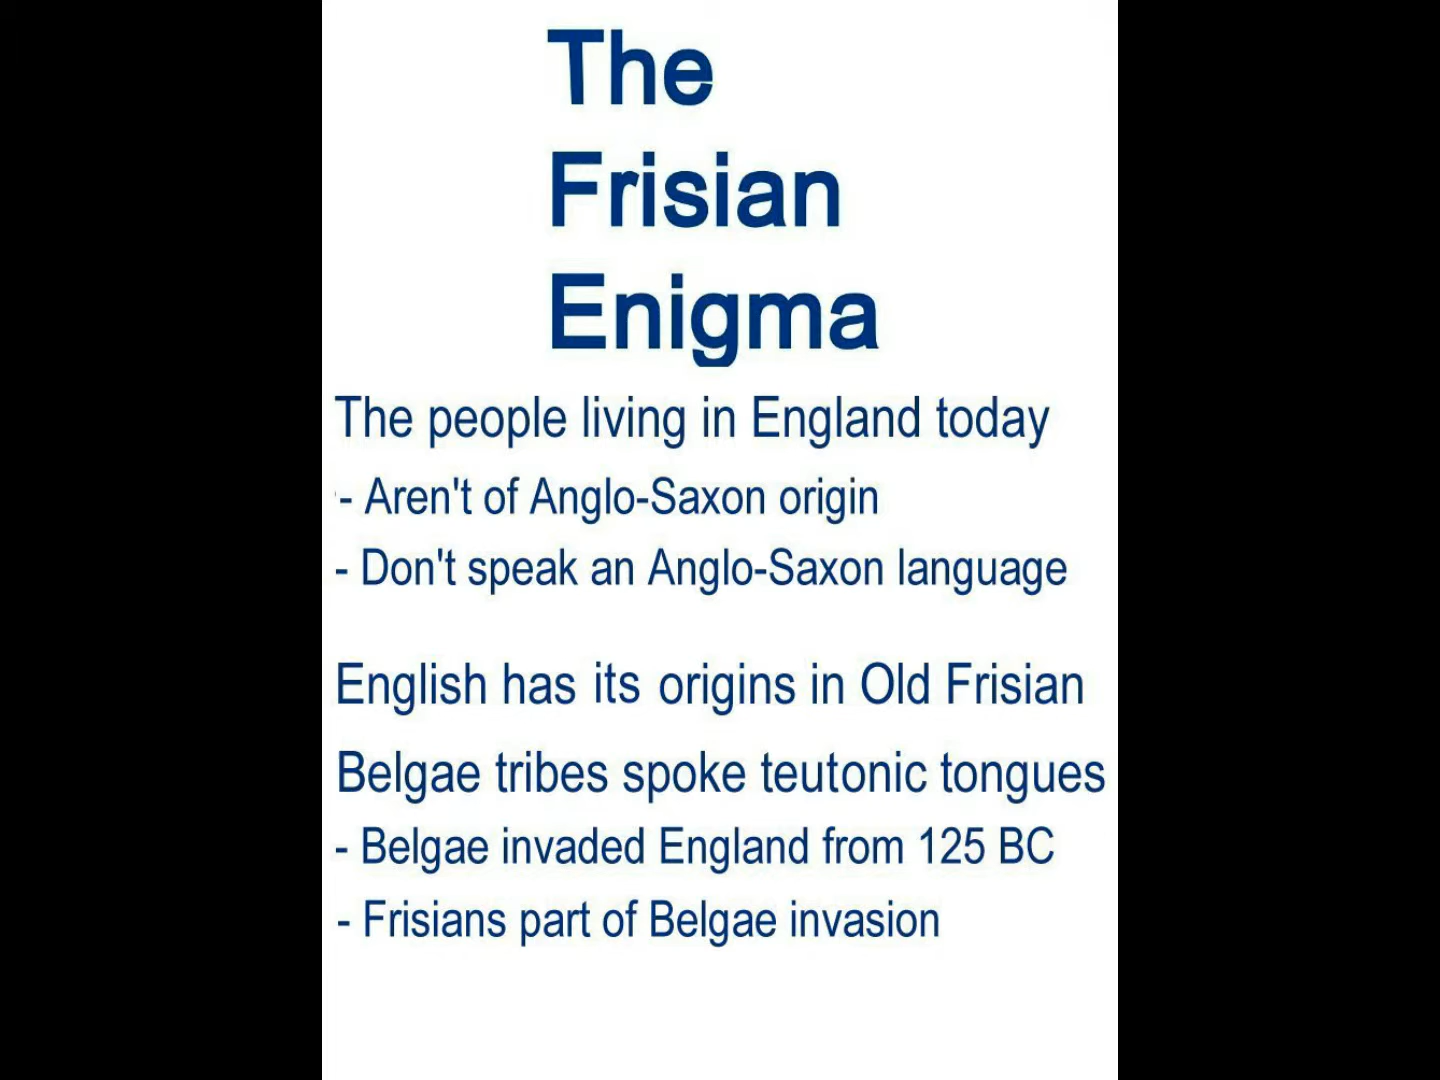 The
Frisian
Enigma
The people living in England today
- Aren't of Anglo-Saxon origin
- Don't speak an Anglo-Saxon language
English has its origins in Old Frisian
Belgae tribes spoke teutonic tongues
- Belgae invaded England from 125 BC
- Frisians part of Belgae invasion